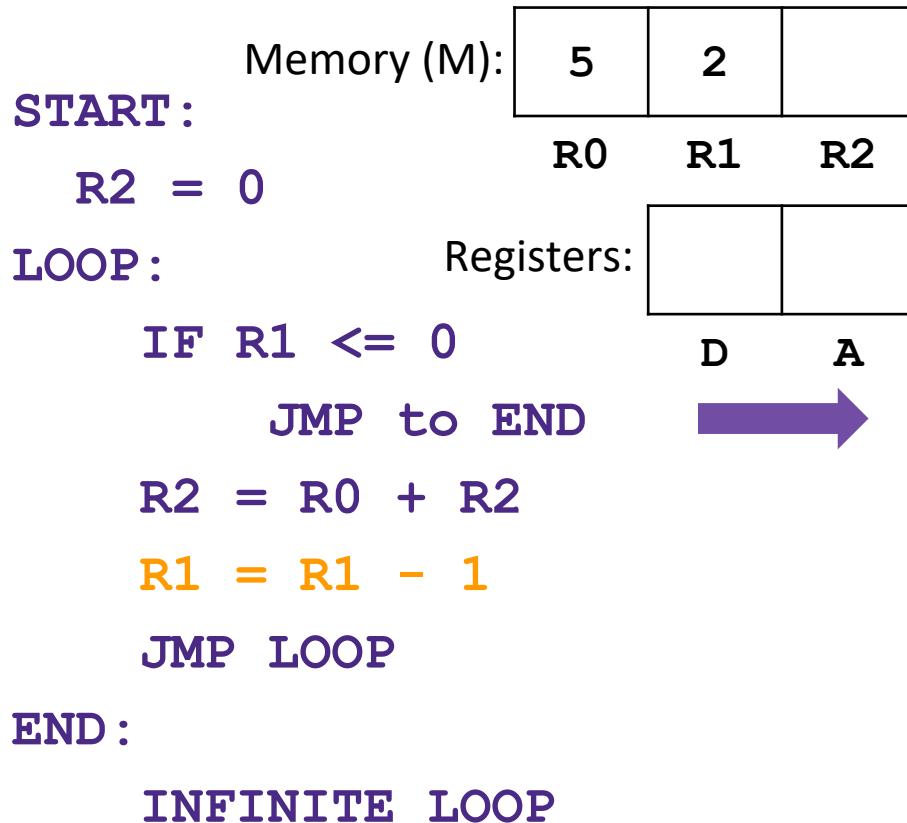 Memory (M): 5 2
START:
R0 R1 R2
R2 = 0
LOOP:
Registers:
IF R1 <= 0
D A
JMP to END
R2 = R0 + R2
R1 = R1 - 1
JMP LOOP
END:
INFINITE LOOP